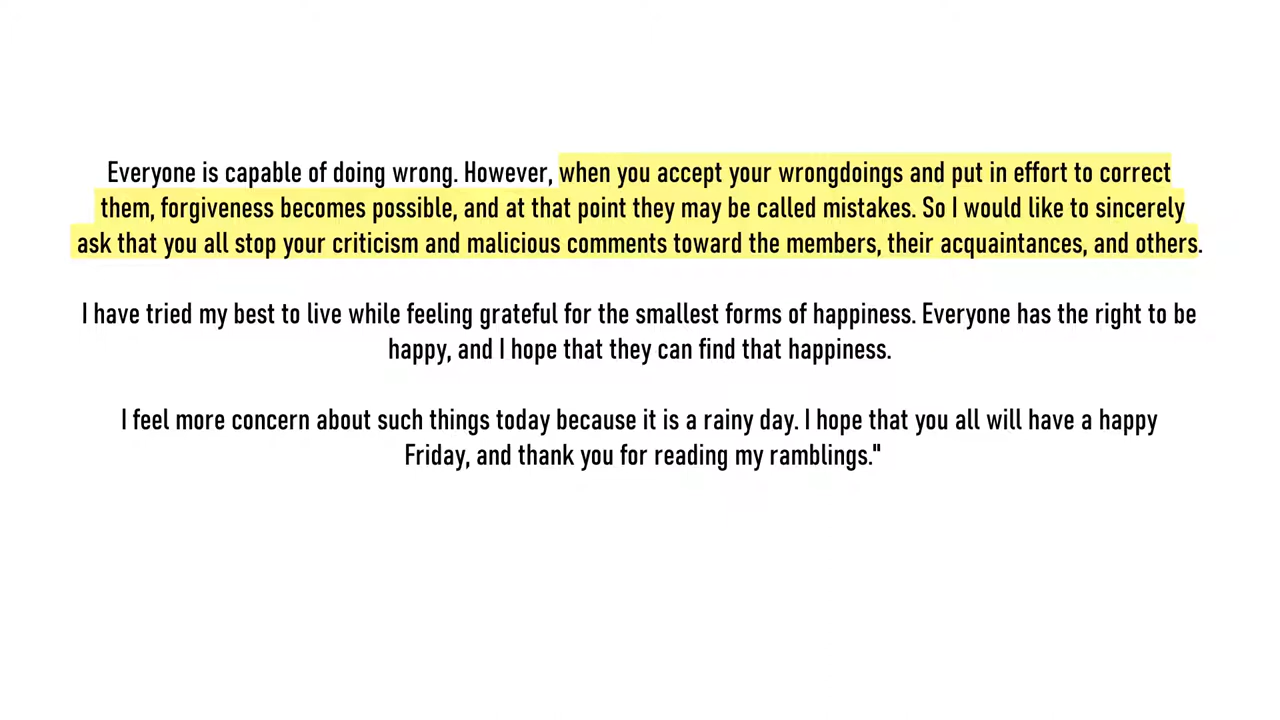 Everyone is capable of doing wrong. However, when you accept your wrongdoings and put in effort to correct
them, forgiveness becomes possible, and at that point they may be called mistakes. So I would like to sincerely
ask that you all stop your criticism and malicious comments toward the members, their acquaintances, and others.
I have tried my best to live while feeling grateful for the smallest forms of happiness. Everyone has the right to be
happy, and I hope that they can find that happiness.
I feel more concern about such things today because it is a rainy day. I hope that you all will have a happy
Friday, and thank you for reading my ramblings."